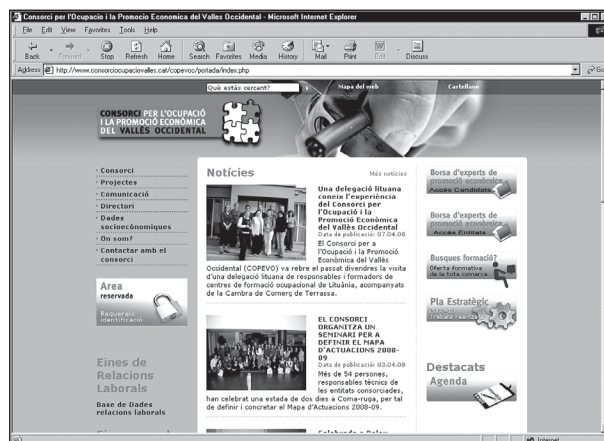 Consorci per l'Ocupacio i la Promocio Economica del Valles Occidental - Microsoft Internet Explorer
File Edit View Favorites Tools Help
Back Forward Stop Refresh Home Search Favorites Media History Mail Print Edit Discuss
Address http://www.consorciocupaciovalles.cat/copevoc/portada/index.php Go
Què estàs cercant? Mapa del web Castellano
CONSORCI PER L'OCUPACIÓ
I LA PROMOCIÓ ECONÒMICA
DEL VALLÈS OCCIDENTAL
Consorci
Projectes
Comunicació
Directori
Dades
socioecònomiques
On som?
Contactar amb el
consorci
Area
reservada
Requereix
identificació
Eines de
Relacions
Laborals
Base de Dades
relacions laborals
Notícies Més notícies
Una delegació lituana
coneix l'experiència
del Consorci per
l'Ocupació i la
Promoció Econòmica
del Vallès Occidental
Data de publicació: 07.04.08
El Consorci per a
l'Ocupació i la Promoció
Econòmica del Vallès
Occidental (COPEVO) va rebre el passat divendres la visita
d'una delegació lituana de responsables i formadors de
centres de formació ocupacional de Lituània, acompanyats
de la Cambra de Comerç de Terrassa.
EL CONSORCI
ORGANITZA UN
SEMINARI PER A
DEFINIR EL MAPA
D'ACTUACIONS 2008-
09
Data de publicació: 03.04.08
Més de 54 persones,
responsables tècnics de
les entitats consorciades,
han celebrat una estada de dos dies a Coma-ruga, per tal
de definir i concretar el Mapa d'Actuacions 2008-09.
Borsa d'experts de
promoció econòmica
Accés Candidats
Borsa d'experts de
promoció econòmica
Accés Entitats
Busques formació?
Oferta formativa
de tota la comarca
Pla Estratègic
Treballs realitzats
Destacats
Agenda
Internet